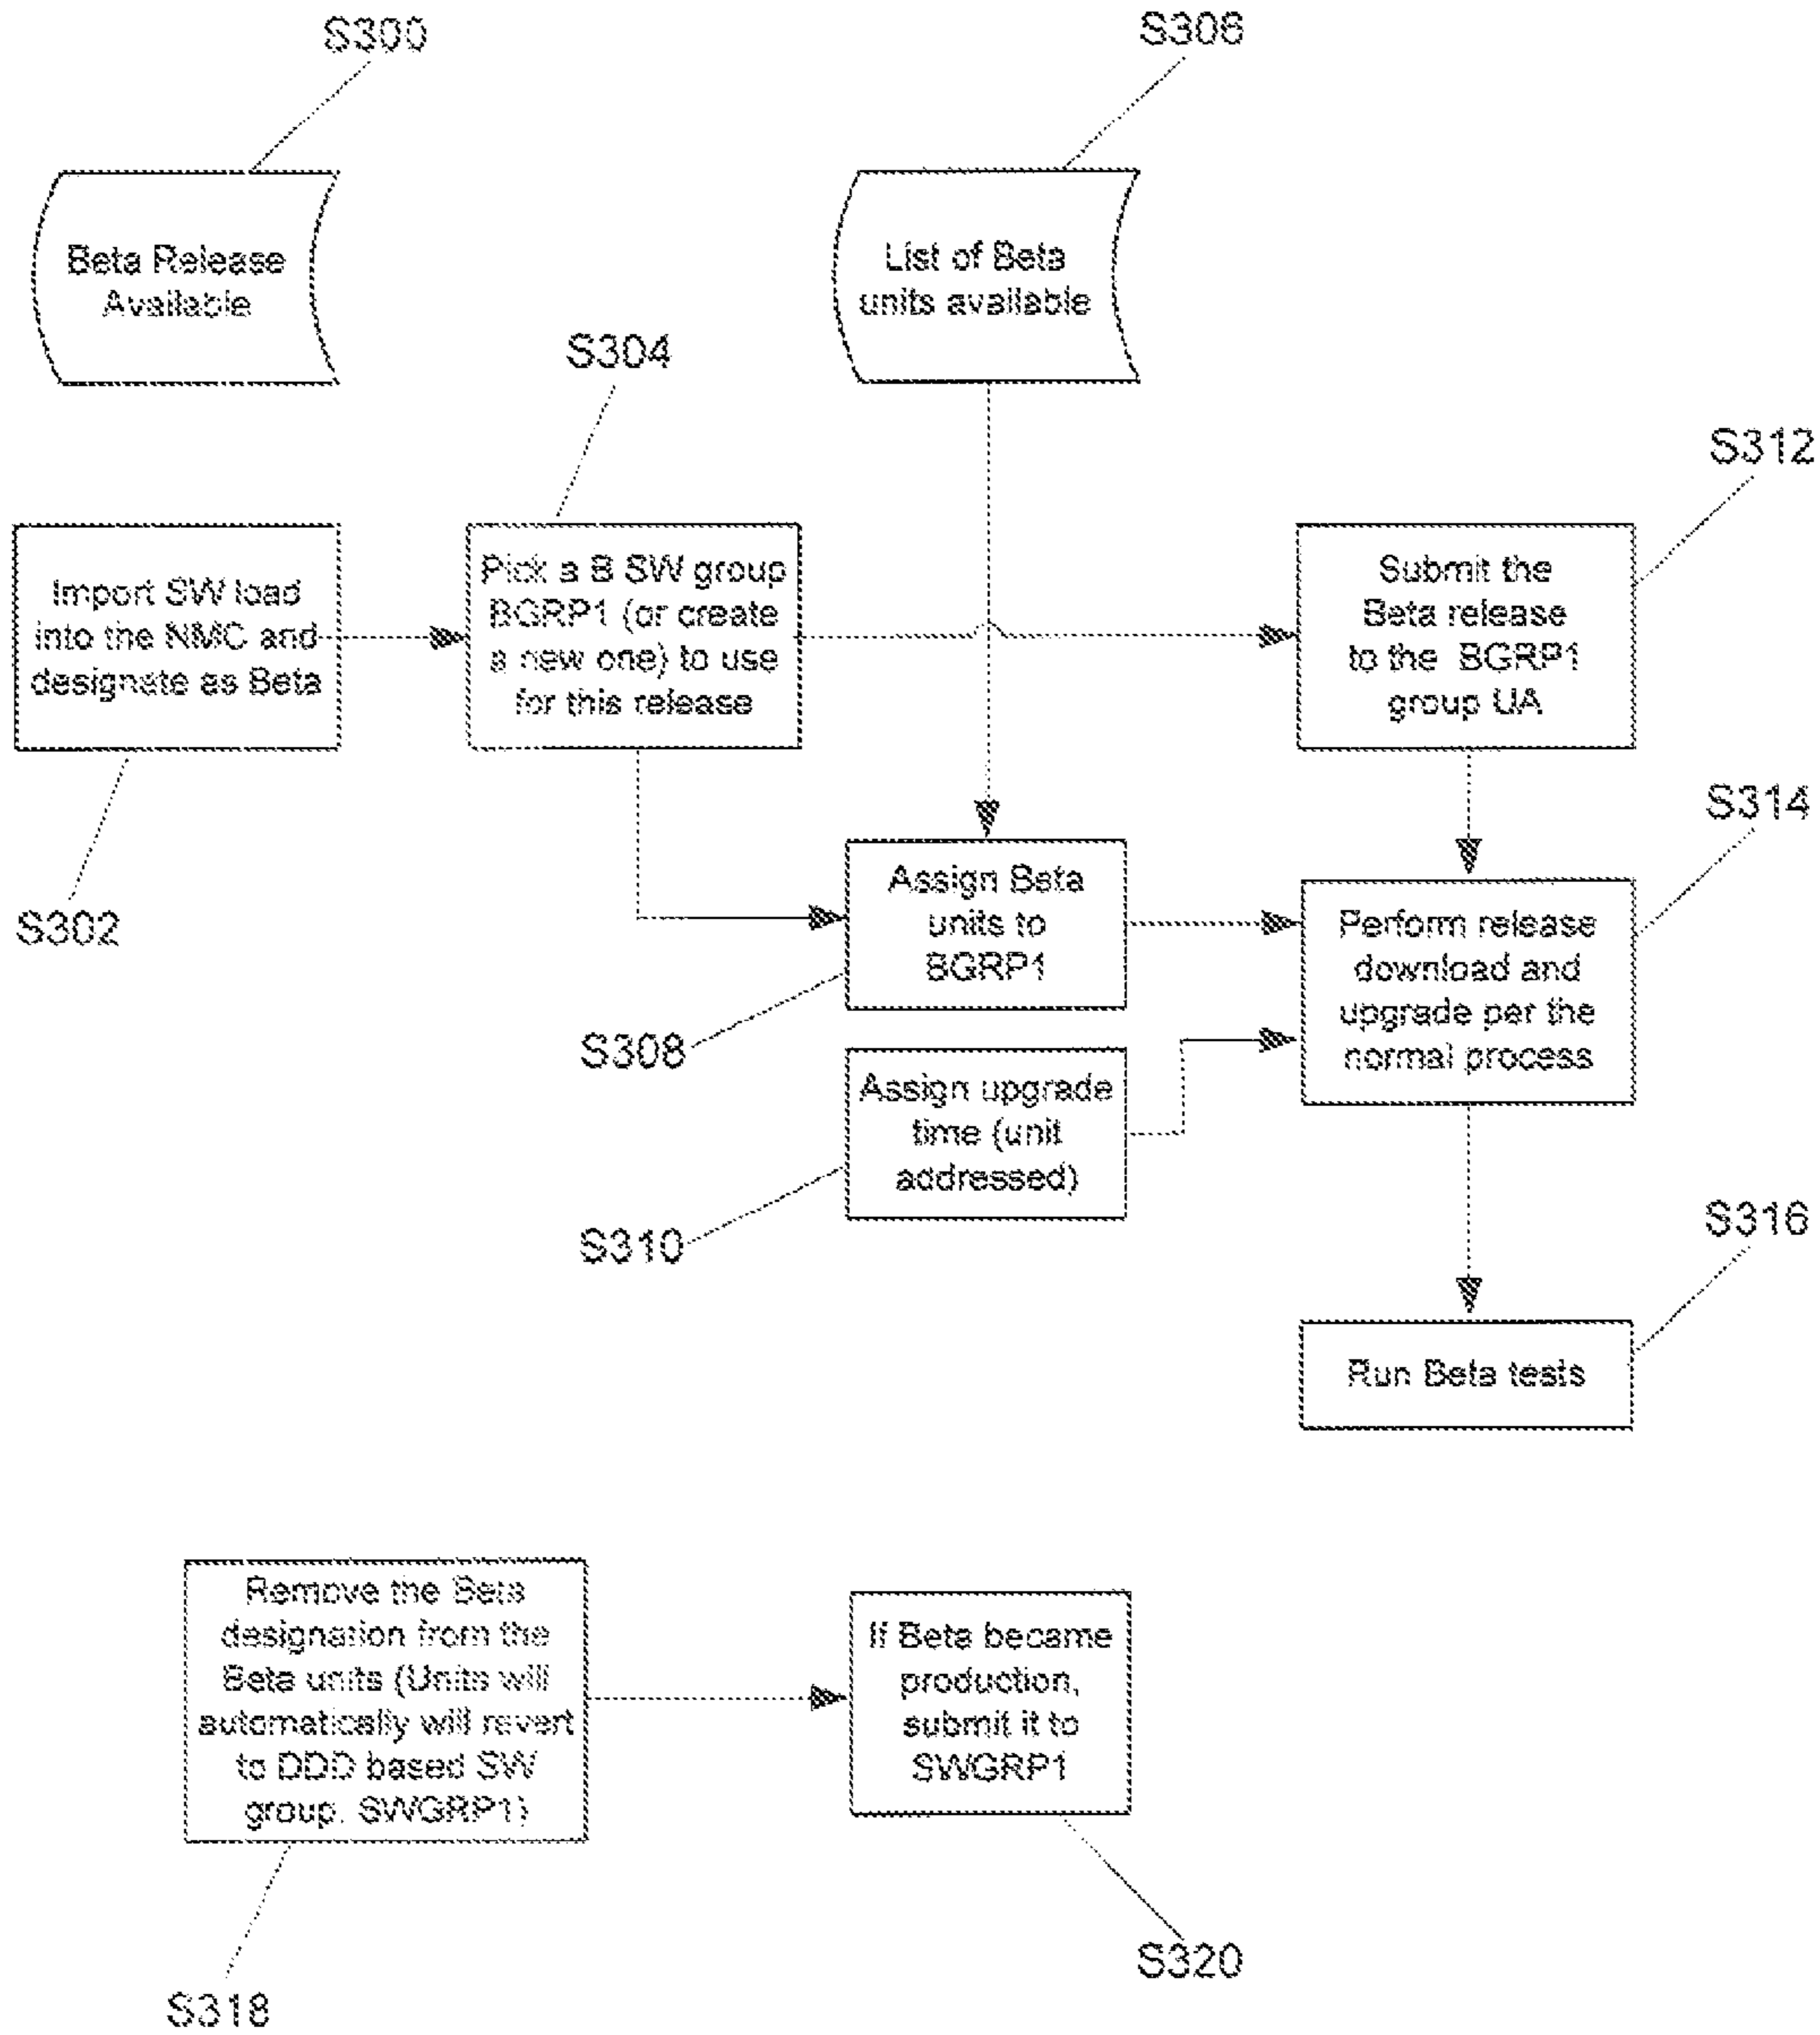 S300
S306
Beta Release
Available
List of Beta
units available
S304
S312
Import SW load
into the NMC and
designate as Beta
Pick a B SW group
BGRP1 (or create
a new one) to use
for this release
Submit the
Beta release
to the BGRP1
group UA
S302
S314
Assign Beta
units to
BGRP1
Perform release
download and
upgrade per the
normal process
S308
Assign upgrade
time (unit
addressed)
S310
S316
Run Beta tests
Remove the Beta
designation from the
Beta units (Units will
automatically will revert
to DDD based SW
group, SWGRP1)
If Beta became
production,
submit it to
SWGRP1
S320
S318